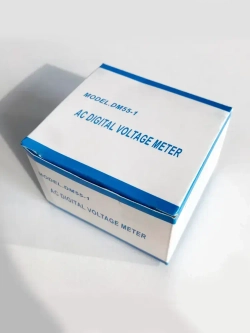 MODEL.DM55-1
AC DIGITAL VOLTAGE METER
MODEL.DM55-1
AC DIGITAL VOLTAGE METER